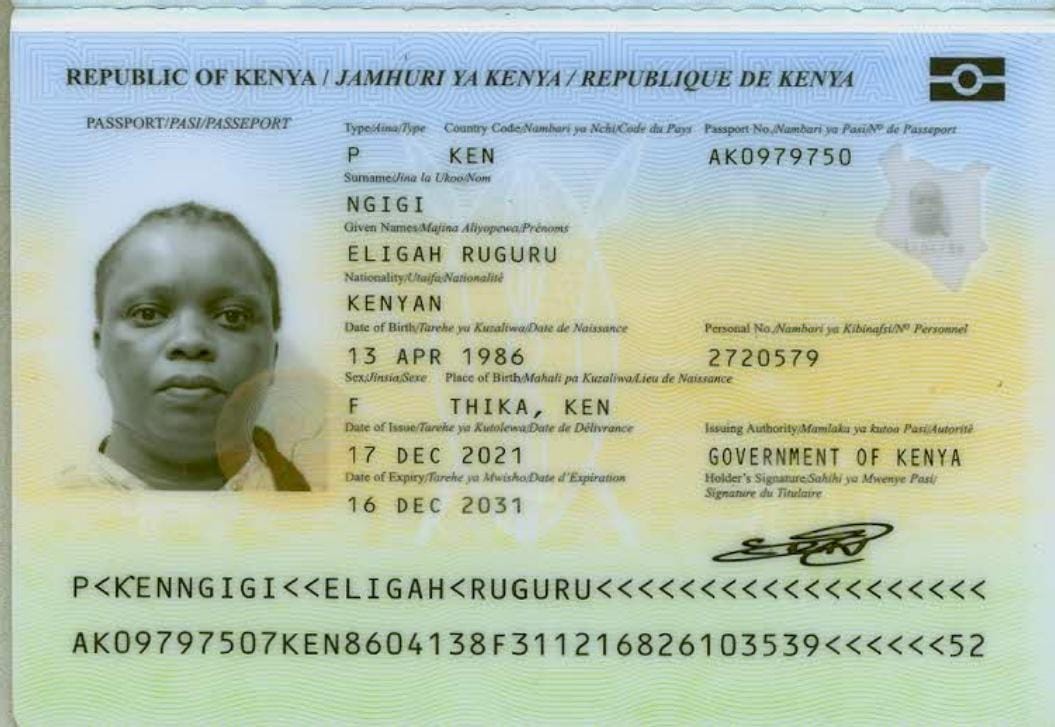 REPUBLIC OF KENYA / JAMHURI YA KENYA / REPUBLIQUE DE KENYA
PASSPORT/PASI/PASSEPORT
Type/Aina/Type Country Code/Nambari ya Nchi/Code du Pays Passport No./Nambari ya Pasi/Nº de Passeport
P KEN AK0979750
Surname/Jina la Ukoo/Nom
NGIGI
Given Names/Majina Aliyopewa/Prénoms
ELIGAH RUGURU
Nationality/Utaifa/Nationalité
KENYAN
Date of Birth/Tarehe ya Kuzaliwa/Date de Naissance Personal No./Nambari ya Kibinafsi/Nº Personnel
13 APR 1986 2720579
Sex/Jinsia/Sexe Place of Birth/Mahali pa Kuzaliwa/Lieu de Naissance
F THIKA, KEN
Date of Issue/Tarehe ya Kutolewa/Date de Délivrance Issuing Authority/Mamlaka ya kutoa Pasi/Autorité
17 DEC 2021 GOVERNMENT OF KENYA
Date of Expiry/Tarehe ya Mwisho/Date d'Expiration Holder's Signature/Sahihi ya Mwenye Pasi/
Signature du Titulaire
16 DEC 2031
P<KENNGIGI<<ELIGAH<RUGURU<<<<<<<<<<<<<<<<<<<
AK09797507KEN8604138F311216826103539<<<<<<52